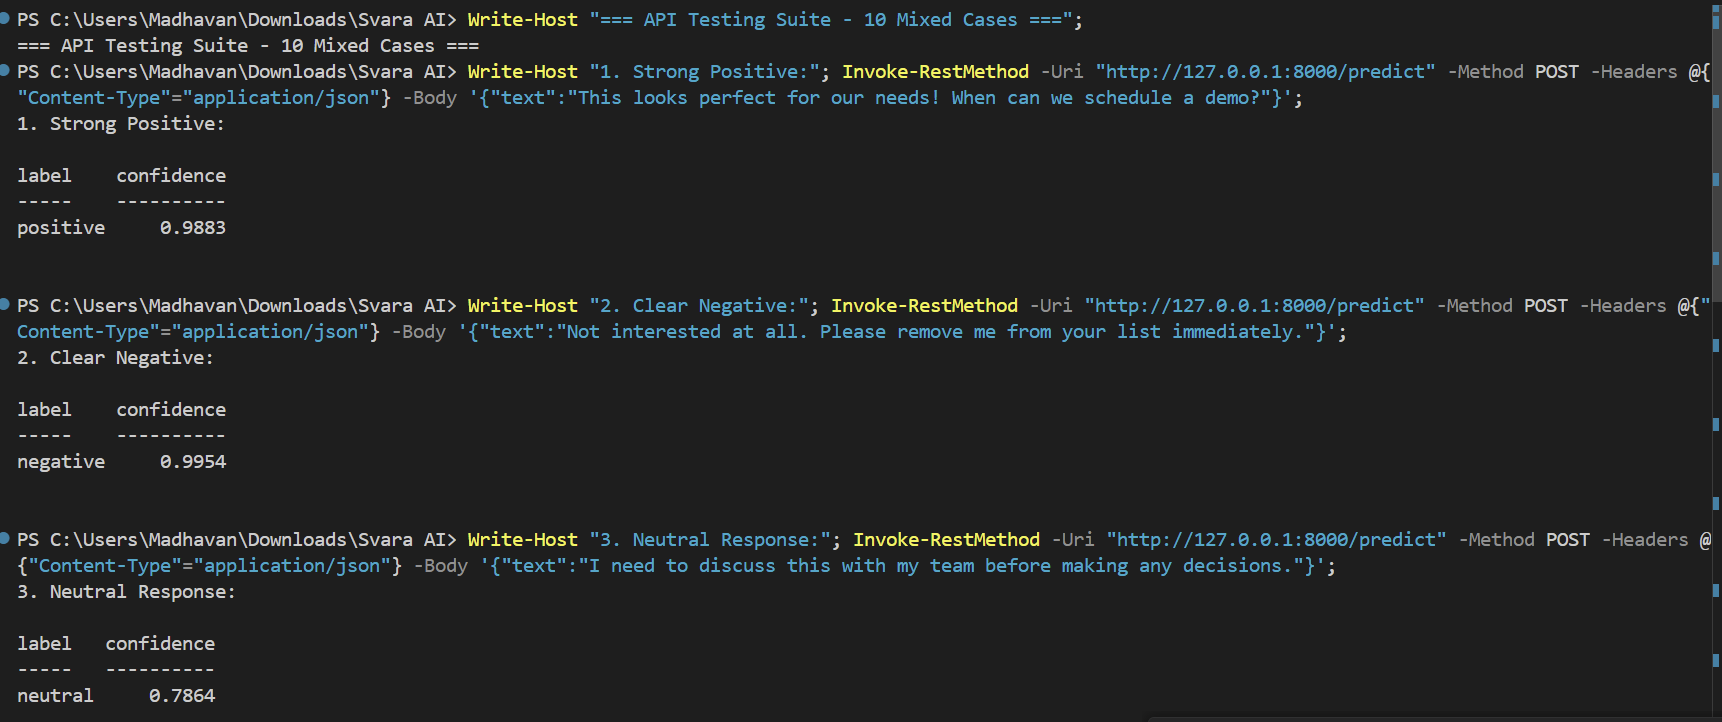 PS C:\Users\Madhavan\Downloads\Svara AI> Write-Host "=== API Testing Suite - 10 Mixed Cases ===";
=== API Testing Suite - 10 Mixed Cases ===
PS C:\Users\Madhavan\Downloads\Svara AI> Write-Host "1. Strong Positive:"; Invoke-RestMethod -Uri "http://127.0.0.1:8000/predict" -Method POST -Headers @{
"Content-Type"="application/json"} -Body '{"text":"This looks perfect for our needs! When can we schedule a demo?"}';
1. Strong Positive:
label    confidence
-----    ----------
positive     0.9883
PS C:\Users\Madhavan\Downloads\Svara AI> Write-Host "2. Clear Negative:"; Invoke-RestMethod -Uri "http://127.0.0.1:8000/predict" -Method POST -Headers @{"
Content-Type"="application/json"} -Body '{"text":"Not interested at all. Please remove me from your list immediately."}';
2. Clear Negative:
label    confidence
-----    ----------
negative     0.9954
PS C:\Users\Madhavan\Downloads\Svara AI> Write-Host "3. Neutral Response:"; Invoke-RestMethod -Uri "http://127.0.0.1:8000/predict" -Method POST -Headers @
{"Content-Type"="application/json"} -Body '{"text":"I need to discuss this with my team before making any decisions."}';
3. Neutral Response:
label   confidence
-----   ----------
neutral     0.7864